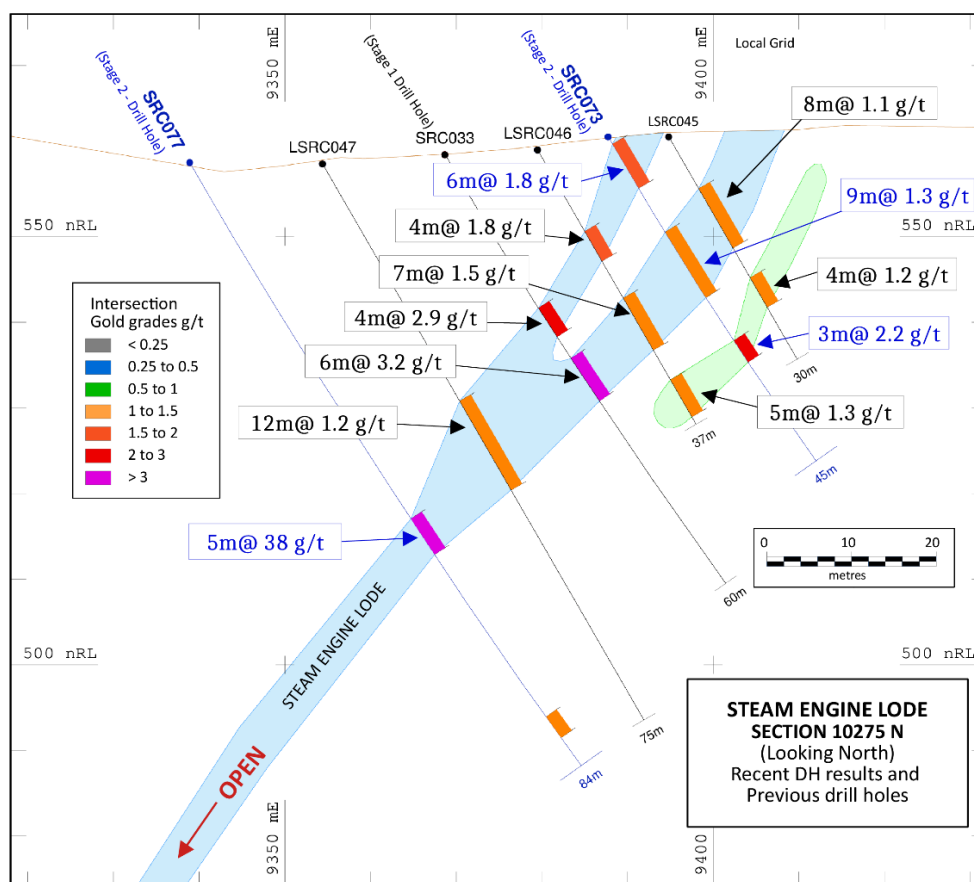 9350 mE
9400 mE
Local Grid
SRC077
(Stage 2 - Drill Hole)
LSRC047
(Stage 1 Drill Hole)
SRC033
LSRC046
SRC073
(Stage 2 - Drill Hole)
LSRC045
8m@ 1.1 g/t
6m@ 1.8 g/t
9m@ 1.3 g/t
550 nRL
550 nRL
4m@ 1.8 g/t
7m@ 1.5 g/t
4m@ 1.2 g/t
4m@ 2.9 g/t
3m@ 2.2 g/t
6m@ 3.2 g/t
30m
5m@ 1.3 g/t
12m@ 1.2 g/t
37m
45m
Intersection
Gold grades g/t
< 0.25
0.25 to 0.5
0.5 to 1
1 to 1.5
1.5 to 2
2 to 3
> 3
5m@ 38 g/t
0 10 20
metres
60m
STEAM ENGINE LODE
500 nRL
500 nRL
75m
84m
OPEN
STEAM ENGINE LODE
SECTION 10275 N
(Looking North)
Recent DH results and
Previous drill holes
9350 mE
9400 mE